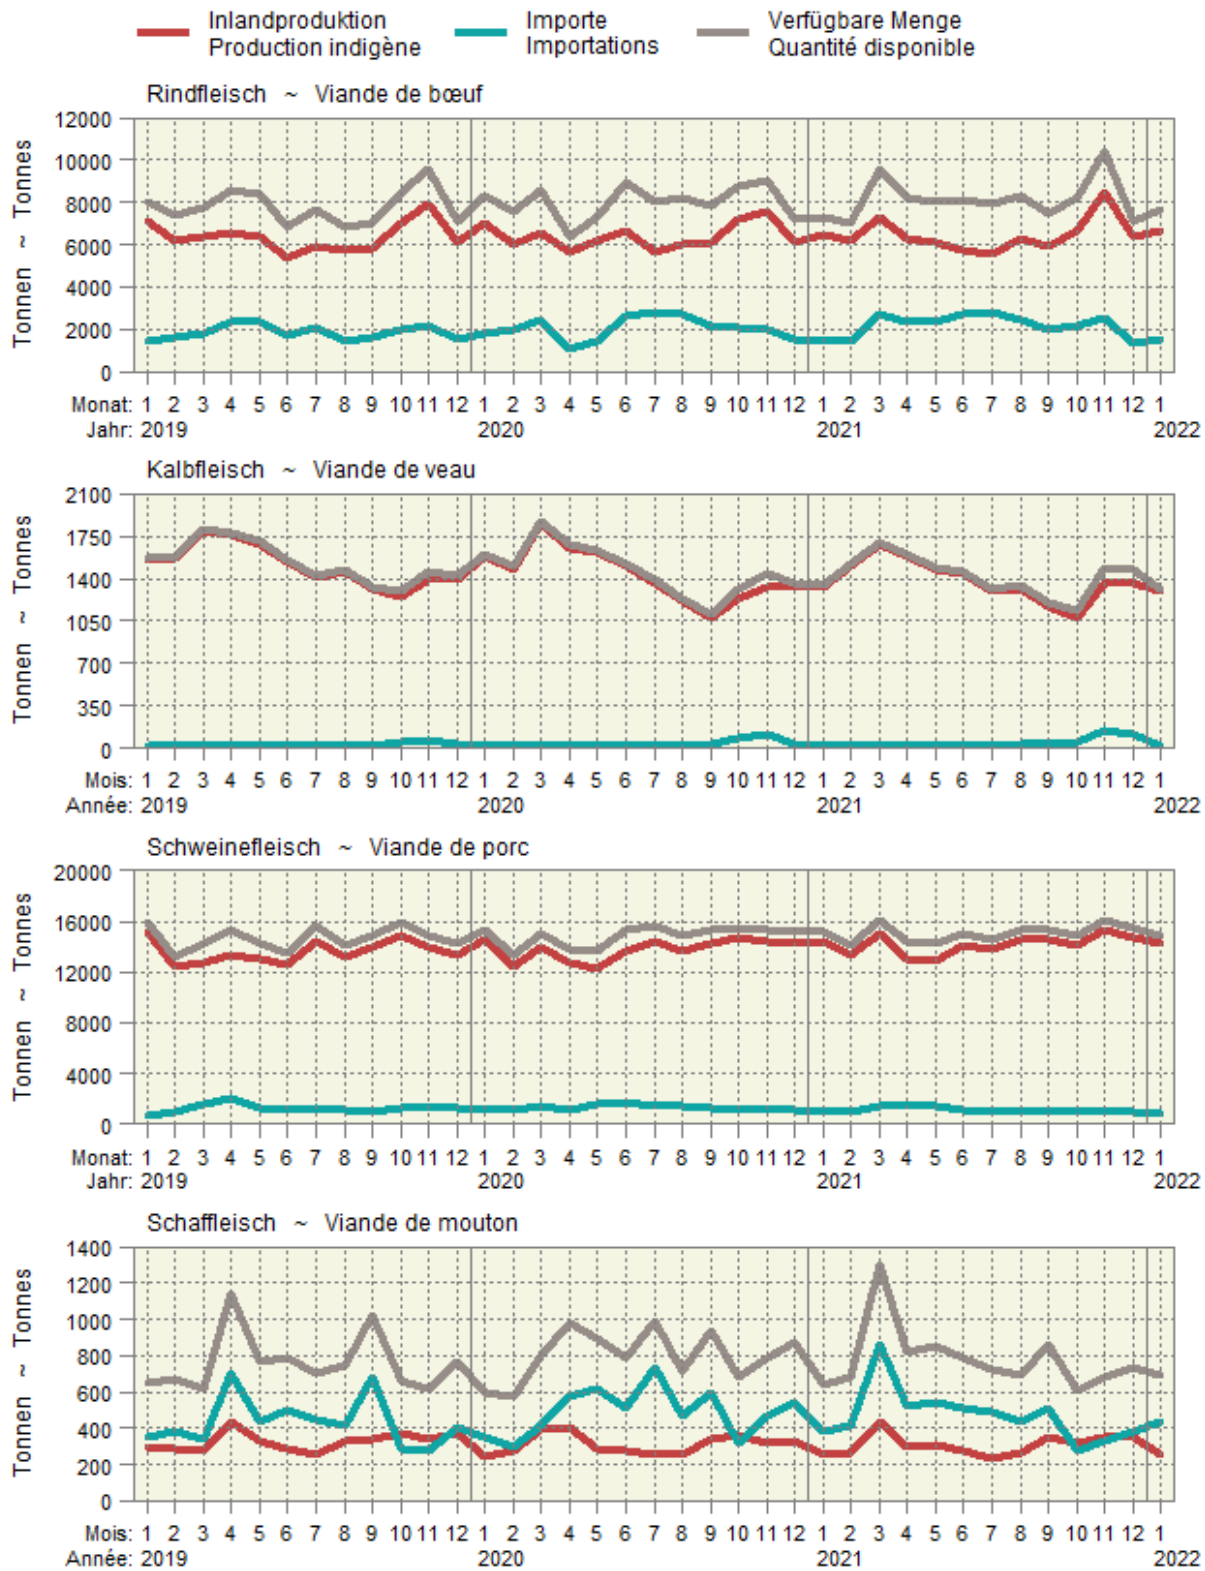 Inlandproduktion
Production indigène
Importe
Importations
Verfügbare Menge
Quantité disponible
Rindfleisch ~ Viande de bœuf
Tonnen ~ Tonnes
12000
10000
8000
6000
4000
2000
0
Monat: 1 2 3 4 5 6 7 8 9 10 11 12 1 2 3 4 5 6 7 8 9 10 11 12 1 2 3 4 5 6 7 8 9 10 11 12 1
Jahr: 2019 2020 2021 2022
Kalbfleisch ~ Viande de veau
Tonnen ~ Tonnes
2100
1750
1400
1050
700
350
0
Mois: 1 2 3 4 5 6 7 8 9 10 11 12 1 2 3 4 5 6 7 8 9 10 11 12 1 2 3 4 5 6 7 8 9 10 11 12 1
Année: 2019 2020 2021 2022
Schweinefleisch ~ Viande de porc
Tonnen ~ Tonnes
20000
16000
12000
8000
4000
0
Monat: 1 2 3 4 5 6 7 8 9 10 11 12 1 2 3 4 5 6 7 8 9 10 11 12 1 2 3 4 5 6 7 8 9 10 11 12 1
Jahr: 2019 2020 2021 2022
Schaffleisch ~ Viande de mouton
Tonnen ~ Tonnes
1400
1200
1000
800
600
400
200
0
Mois: 1 2 3 4 5 6 7 8 9 10 11 12 1 2 3 4 5 6 7 8 9 10 11 12 1 2 3 4 5 6 7 8 9 10 11 12 1
Année: 2019 2020 2021 2022